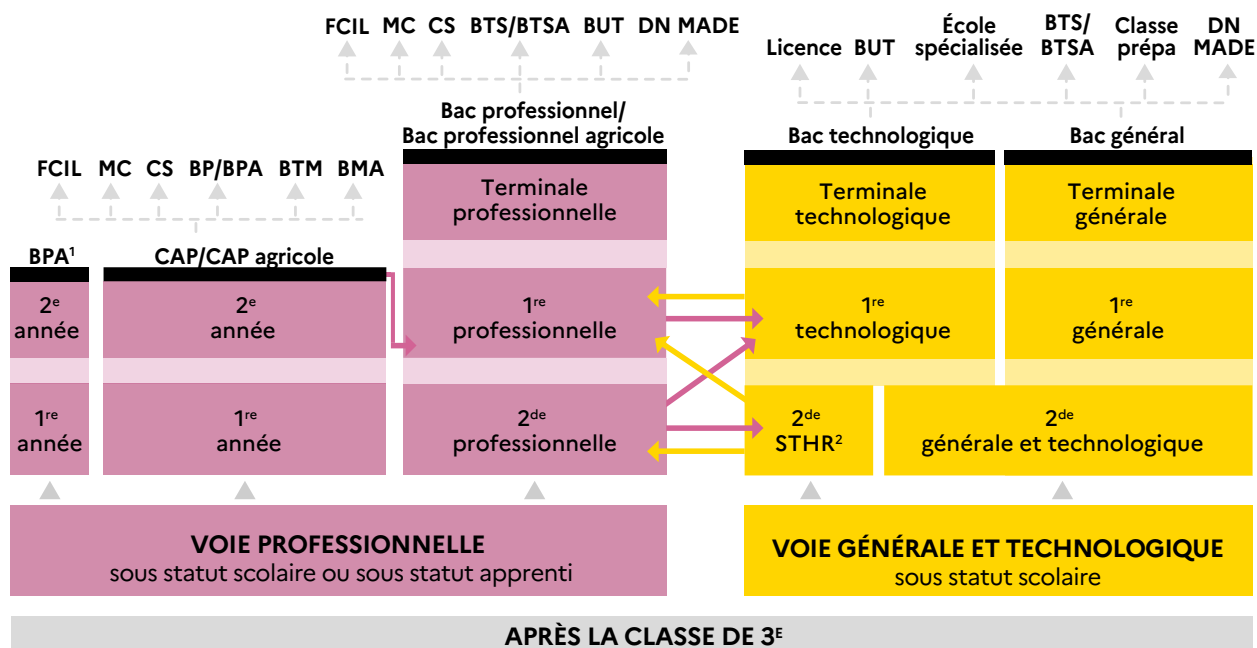 FCIL MC CS BTS/BTSA BUT DN MADE
Licence BUT École spécialisée BTS/BTSA Classe prépa DN MADE
Bac professionnel/
Bac professionnel agricole
Bac technologique
Bac général
FCIL MC CS BP/BPA BTM BMA
Terminale
professionnelle
Terminale
technologique
Terminale
générale
BPA¹
CAP/CAP agricole
2ᵉ
année
2ᵉ
année
1ʳᵉ
professionnelle
1ʳᵉ
technologique
1ʳᵉ
générale
1ʳᵉ
année
1ʳᵉ
année
2ᵈᵉ
professionnelle
2ᵈᵉ
STHR²
2ᵈᵉ
générale et technologique
VOIE PROFESSIONNELLE
sous statut scolaire ou sous statut apprenti
VOIE GÉNÉRALE ET TECHNOLOGIQUE
sous statut scolaire
APRÈS LA CLASSE DE 3ᴱ